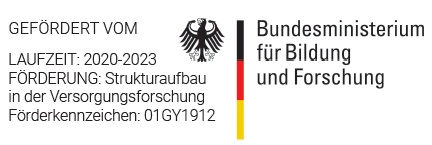 GEFÖRDERT VOM
LAUFZEIT: 2020-2023
FÖRDERUNG: Strukturaufbau
in der Versorgungsforschung
Förderkennzeichen: 01GY1912
Bundesministerium
für Bildung
und Forschung